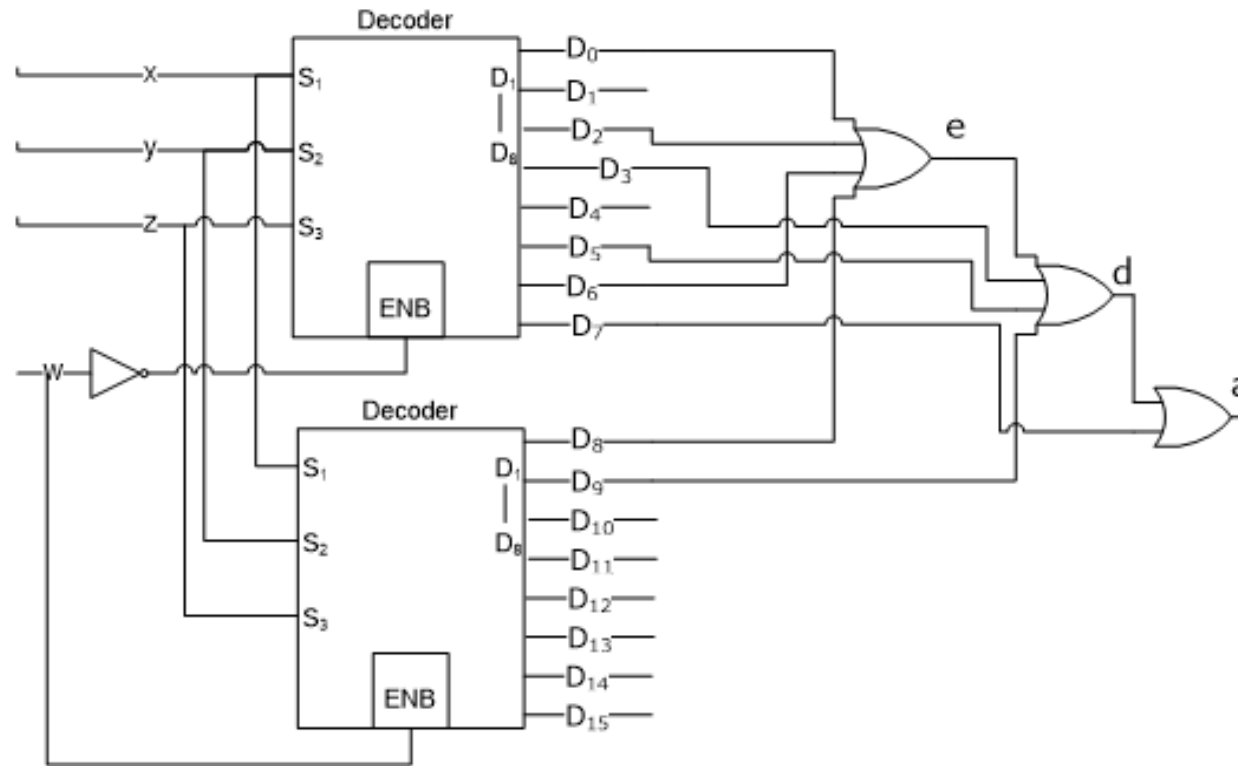 Decoder
D₀
e
x
S₁
D₁
D₁
D₂
y
S₂
D₈
D₃
z
S₃
D₄
D₅
d
ENB
D₆
D₇
w
a
Decoder
D₈
S₁
D₁
D₉
D₁₀
S₂
D₈
D₁₁
D₁₂
S₃
D₁₃
ENB
D₁₄
D₁₅